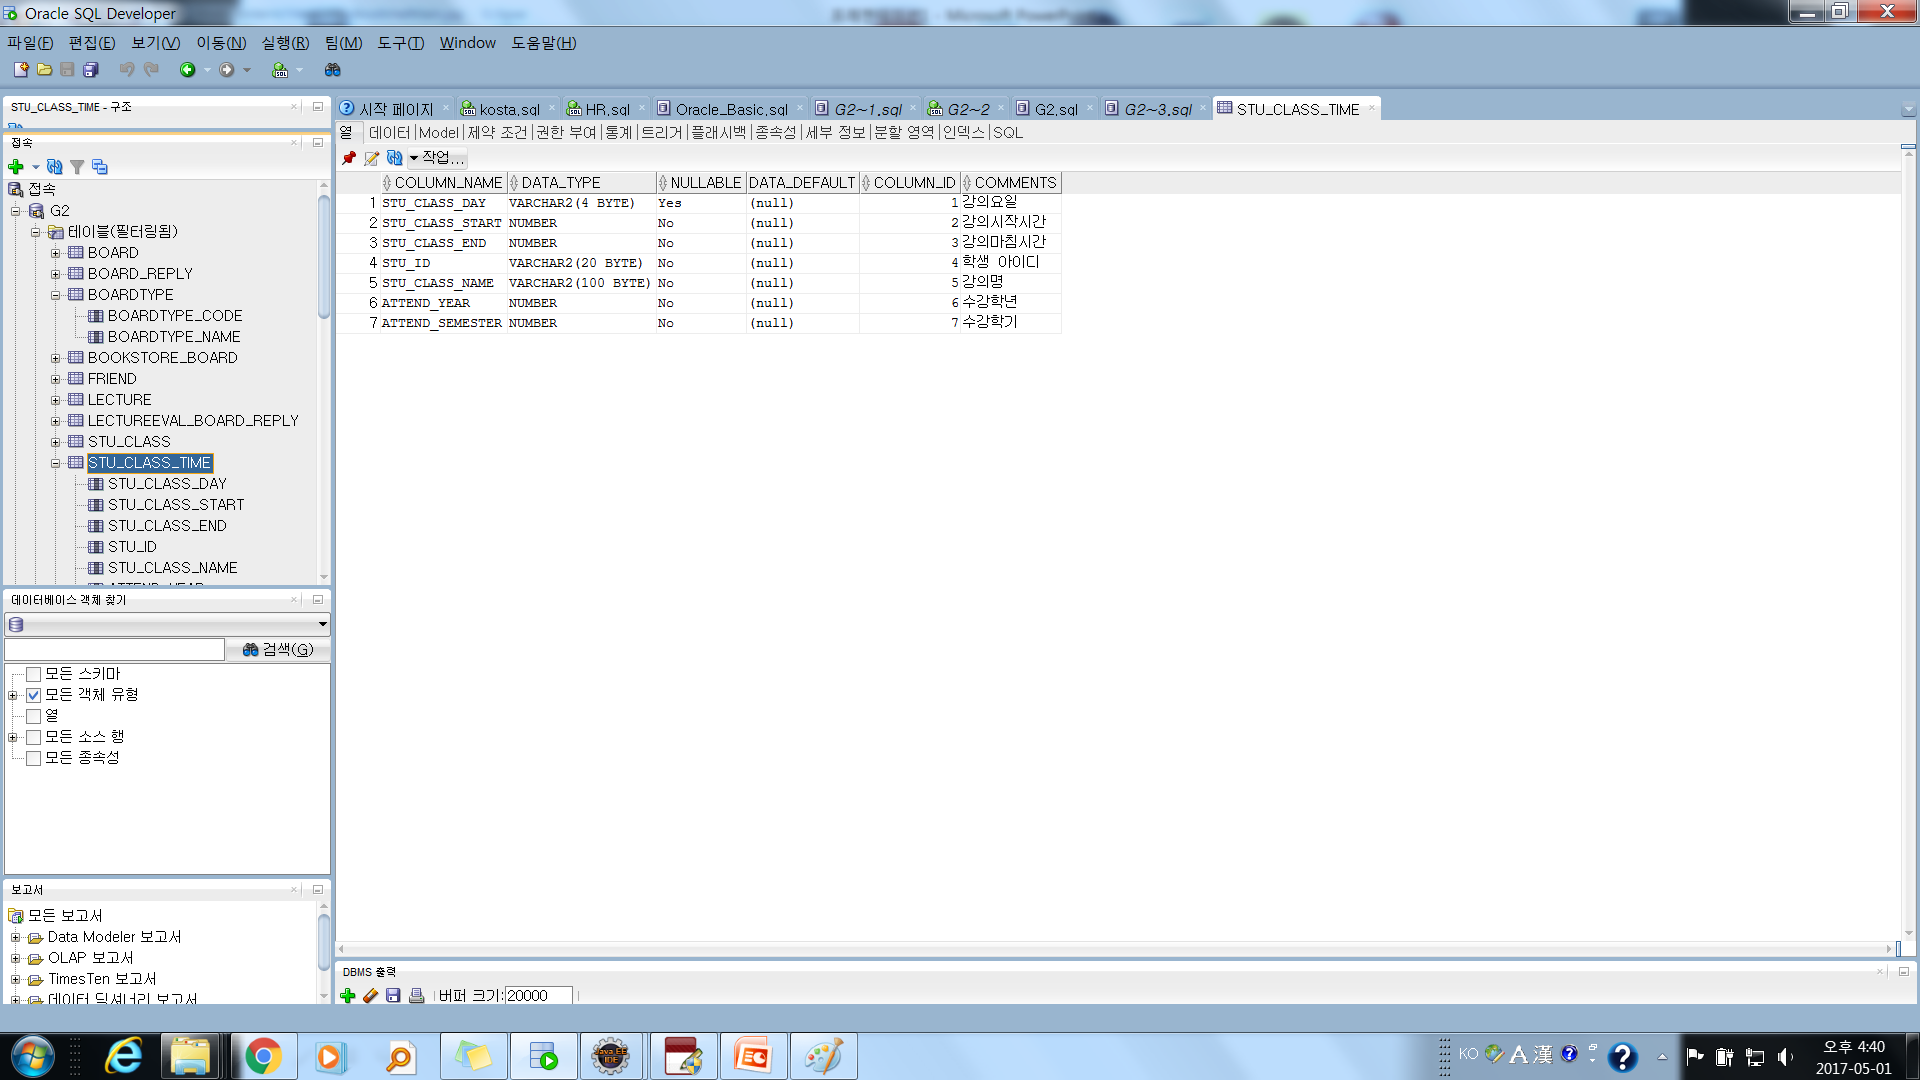 Oracle SQL Developer
파일(F) 편집(E) 보기(V) 이동(N) 실행(R) 팀(M) 도구(T) Window 도움말(H)
STU_CLASS_TIME - 구조
접속
접속
G2
테이블(필터링됨)
BOARD
BOARD_REPLY
BOARDTYPE
BOARDTYPE_CODE
BOARDTYPE_NAME
BOOKSTORE_BOARD
FRIEND
LECTURE
LECTUREEVAL_BOARD_REPLY
STU_CLASS
STU_CLASS_TIME
STU_CLASS_DAY
STU_CLASS_START
STU_CLASS_END
STU_ID
STU_CLASS_NAME
데이터베이스 객체 찾기
검색(G)
모든 스키마
모든 객체 유형
열
모든 소스 행
모든 종속성
보고서
모든 보고서
Data Modeler 보고서
OLAP 보고서
TimesTen 보고서
데이터 딕셔너리 보고서
시작 페이지 kosta.sql HR.sql Oracle_Basic.sql G2~1.sql G2~2 G2.sql G2~3.sql STU_CLASS_TIME
열 데이터 Model 제약 조건 권한 부여 통계 트리거 플래시백 종속성 세부 정보 분할 영역 인덱스 SQL
작업...
COLUMN_NAME DATA_TYPE NULLABLE DATA_DEFAULT COLUMN_ID COMMENTS
1 STU_CLASS_DAY VARCHAR2(4 BYTE) Yes (null) 1 강의요일
2 STU_CLASS_START NUMBER No (null) 2 강의시작시간
3 STU_CLASS_END NUMBER No (null) 3 강의마침시간
4 STU_ID VARCHAR2(20 BYTE) No (null) 4 학생 아이디
5 STU_CLASS_NAME VARCHAR2(100 BYTE) No (null) 5 강의명
6 ATTEND_YEAR NUMBER No (null) 6 수강학년
7 ATTEND_SEMESTER NUMBER No (null) 7 수강학기
DBMS 출력
버퍼 크기: 20000
Java EE
IDE
KO A 漢
오후 4:40
2017-05-01